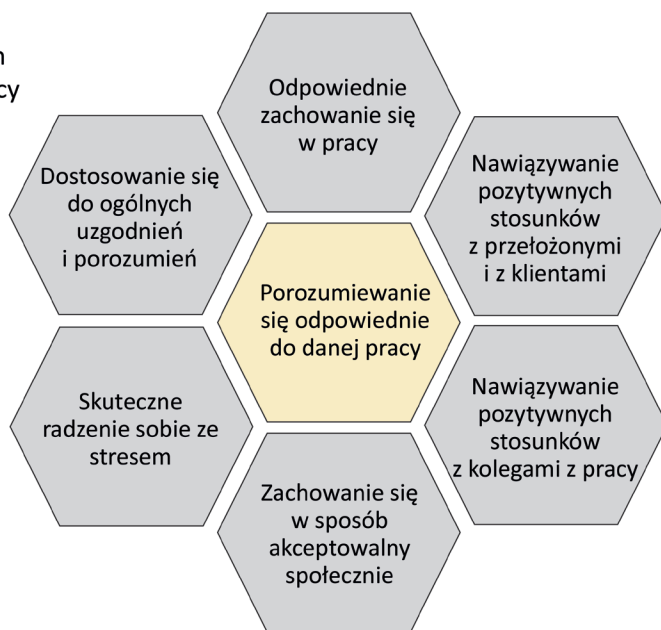 Odpowiednie
zachowanie się
w pracy
Dostosowanie się
do ogólnych
uzgodnień
i porozumień
Nawiązywanie
pozytywnych
stosunków
z przełożonymi
i z klientami
Porozumiewanie
się odpowiednie
do danej pracy
Skuteczne
radzenie sobie ze
stresem
Nawiązywanie
pozytywnych
stosunków
z kolegami z pracy
Zachowanie się
w sposób
akceptowalny
społecznie